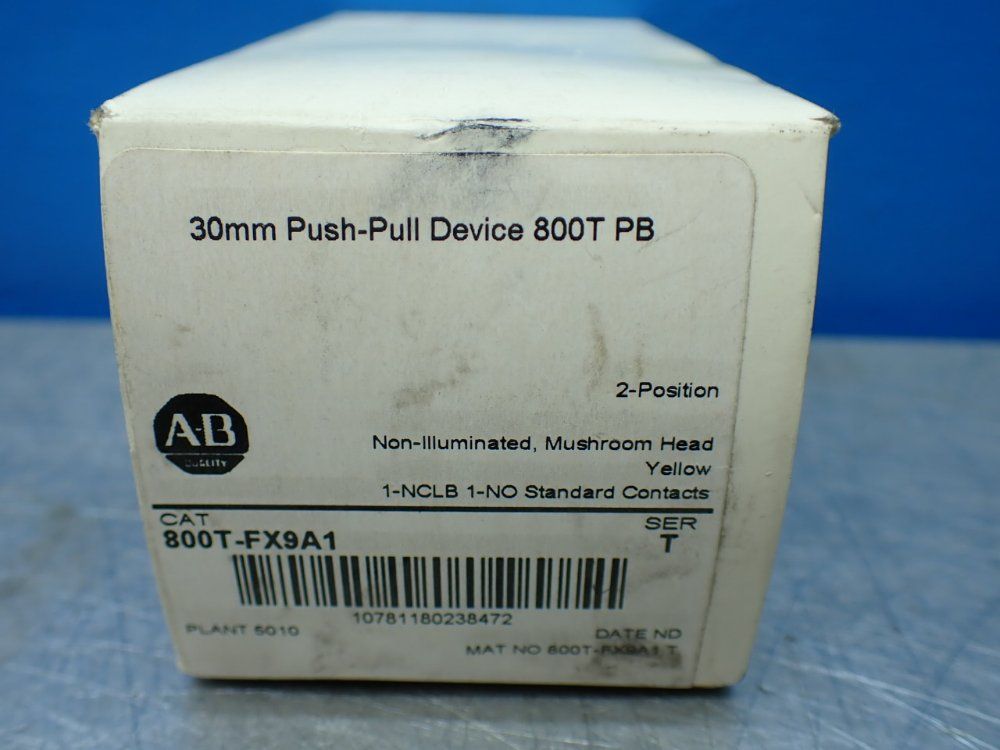 30mm Push-Pull Device 800T PB
2-Position
A-B
QUALITY
Non-Illuminated, Mushroom Head
Yellow
1-NCLB 1-NO Standard Contacts
CAT
SER
800T-FX9A1
T
10781180238472
PLANT 5010
DATE ND
MAT NO 800T-FX9A1 T